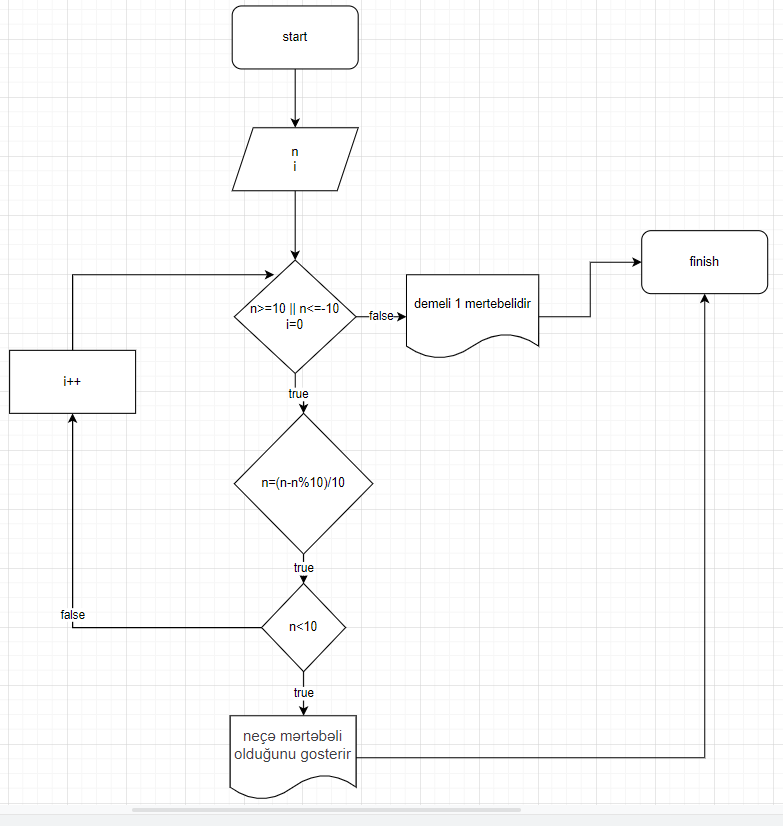 start
n
i
n>=10 || n<=-10
i=0
false
demeli 1 mertebelidir
finish
i++
true
n=(n-n%10)/10
true
false
n<10
true
neçə mərtəbəli
olduğunu gosterir